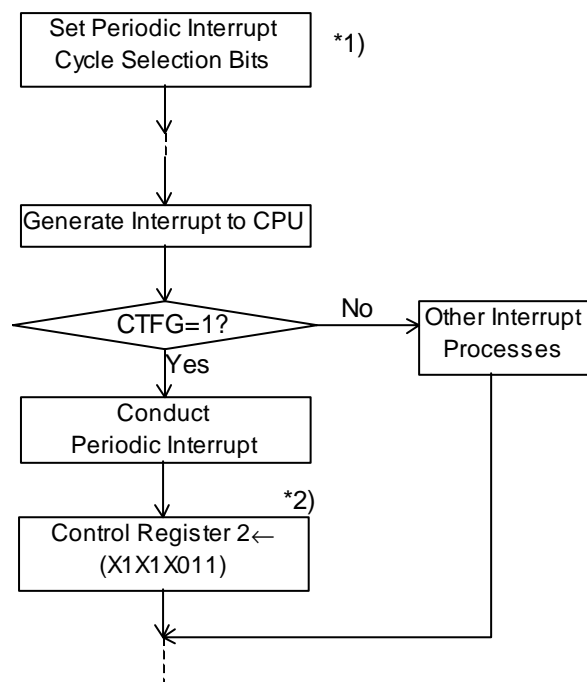 Set Periodic Interrupt
Cycle Selection Bits
*1)
Generate Interrupt to CPU
CTFG=1?
No
Other Interrupt
Processes
Yes
Conduct
Periodic Interrupt
*2)
Control Register 2←
(X1X1X011)